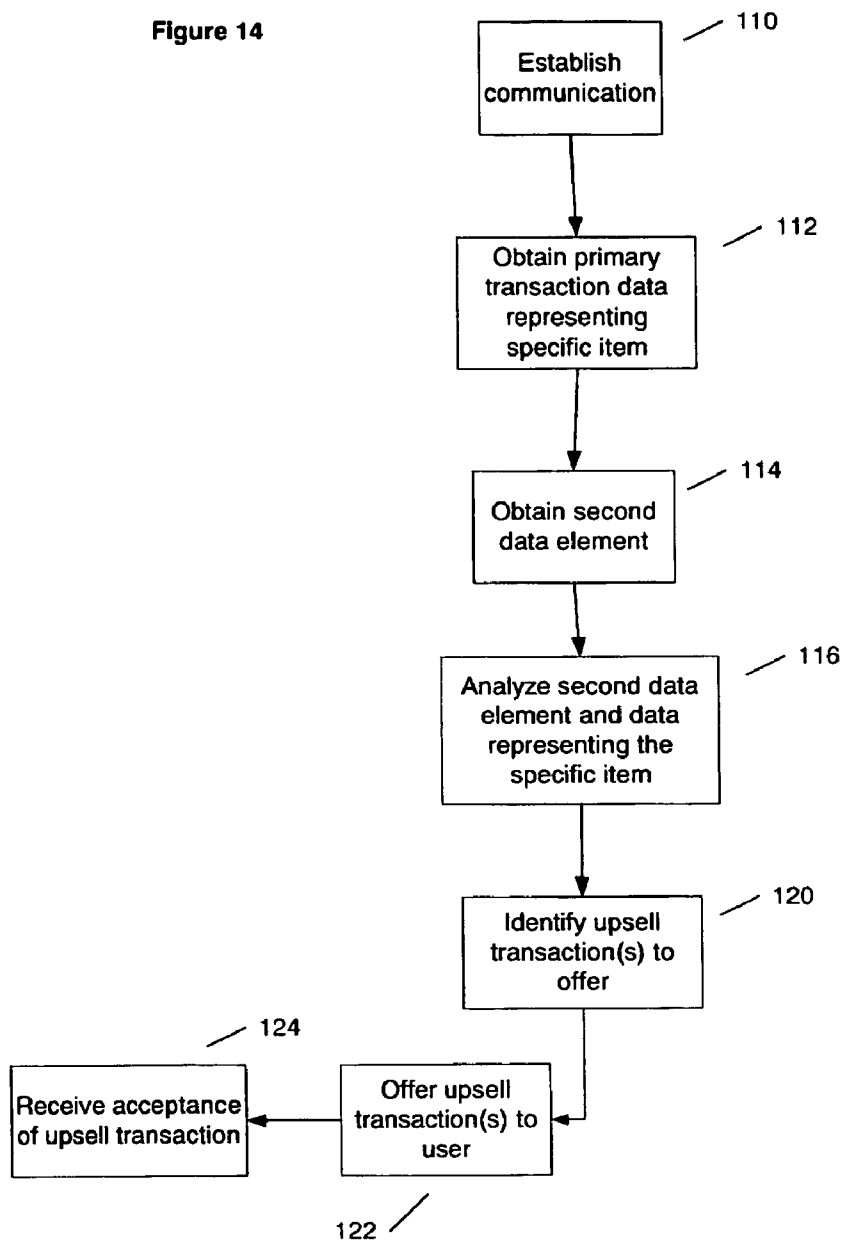 Figure 14
110
Establish
communication
112
Obtain primary
transaction data
representing
specific item
114
Obtain second
data element
116
Analyze second data
element and data
representing the
specific item
120
Identify upsell
transaction(s) to
offer
124
Receive acceptance
of upsell transaction
Offer upsell
transaction(s) to
user
122